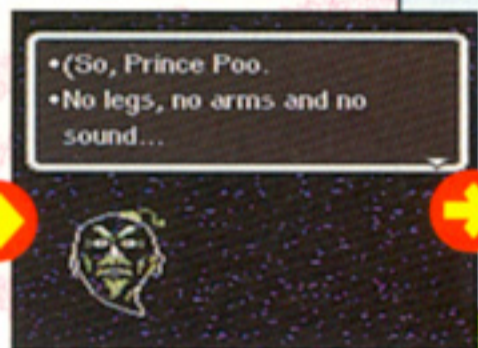 •(So, Prince Poo.
•No legs, no arms and no
sound...